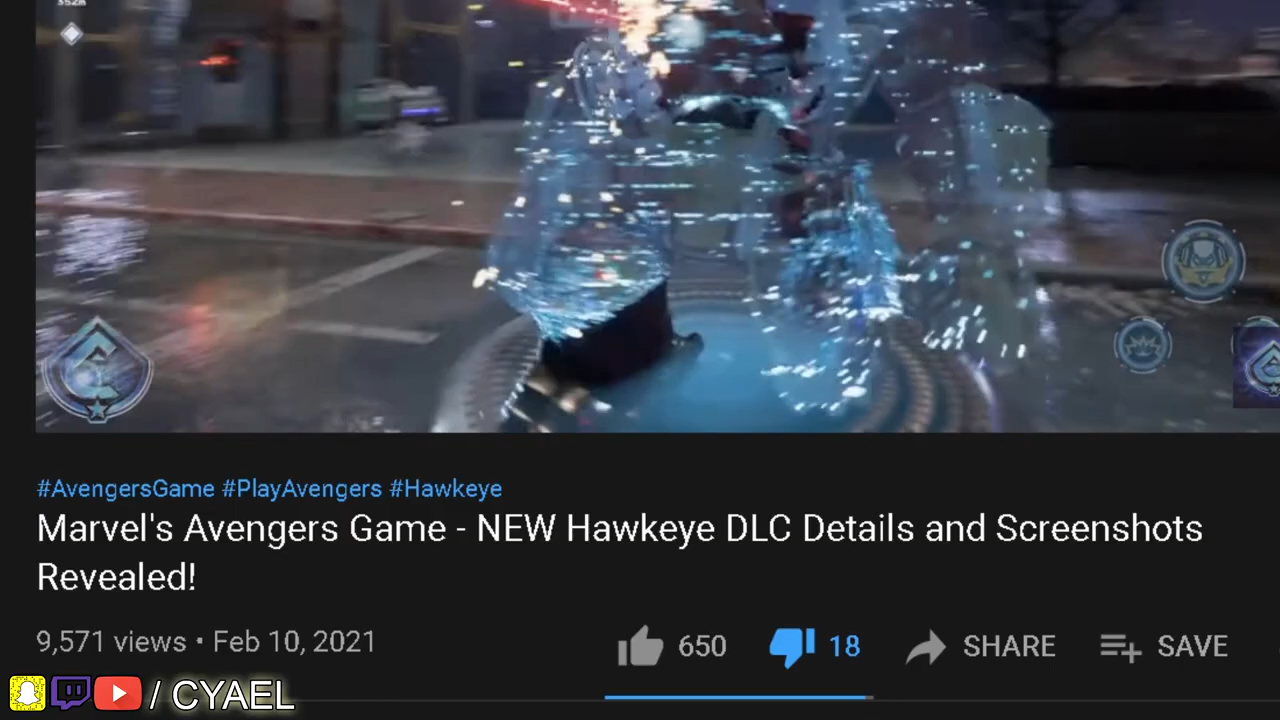 352m
#AvengersGame #PlayAvengers #Hawkeye
Marvel's Avengers Game - NEW Hawkeye DLC Details and Screenshots
Revealed!
9,571 views • Feb 10, 2021 650 18 SHARE SAVE
/ CYAEL